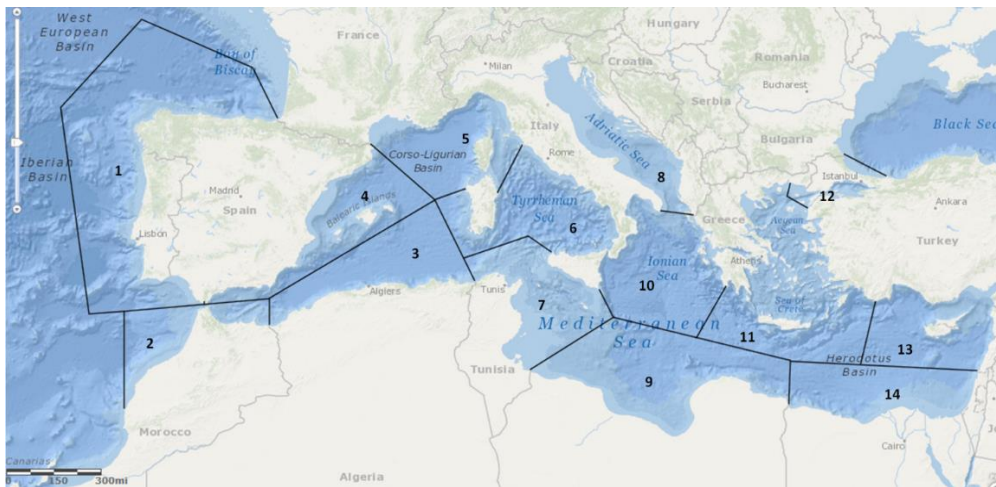 West
European
Basin
Bay of
Biscay
France
Milan
Hungary
Croatia
Romania
Bucharest
Serbia
Italy
Adriatic Sea
Bulgaria
Black Sea
Iberian
Basin
1
Madrid
Spain
Lisbon
5
Corso-Ligurian
Basin
4
Balearic Islands
Rome
Tyrrhenian
Sea
6
8
Istanbul
12
Ankara
Greece
Aegean
Sea
Turkey
Athens
3
Algiers
Tunis
Ionian
Sea
10
Sea of
Crete
2
7
Mediterranean
Sea
11
Herodotus
Basin
13
Tunisia
9
14
Morocco
Cairo
Canarias
Algeria
0 150 300mi